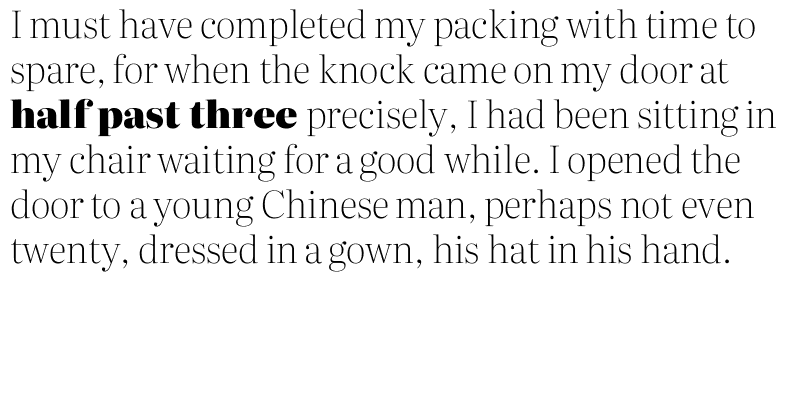 I must have completed my packing with time to
spare, for when the knock came on my door at
half past three precisely, I had been sitting in
my chair waiting for a good while. I opened the
door to a young Chinese man, perhaps not even
twenty, dressed in a gown, his hat in his hand.